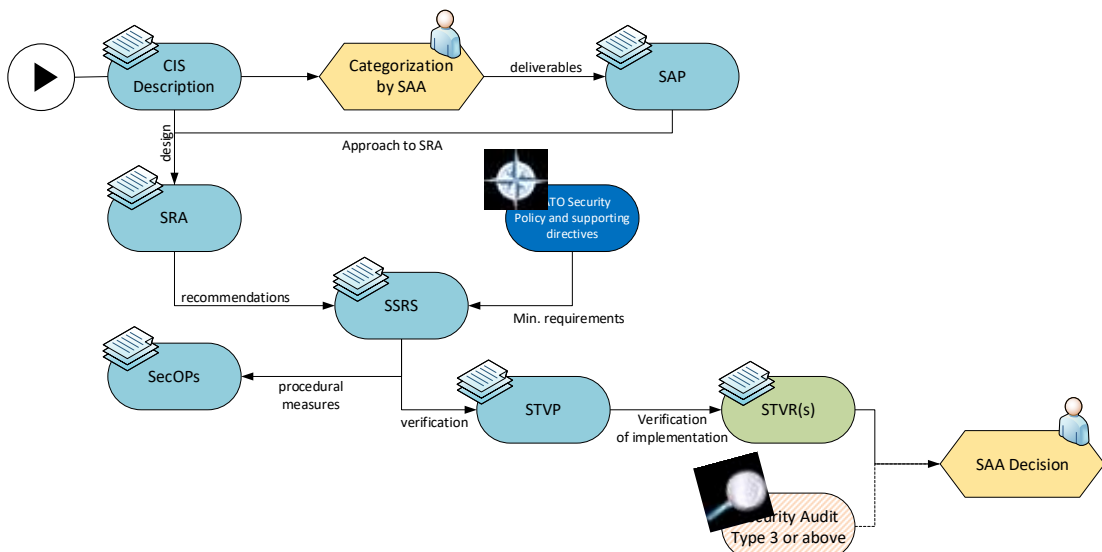 CIS
Description
Categorization
by SAA
deliverables
SAP
design
Approach to SRA
SRA
ATO Security
Policy and supporting
directives
recommendations
SSRS
Min. requirements
SecOPs
procedural
measures
verification
STVP
Verification
of implementation
STVR(s)
SAA Decision
ecurity Audit
Type 3 or above